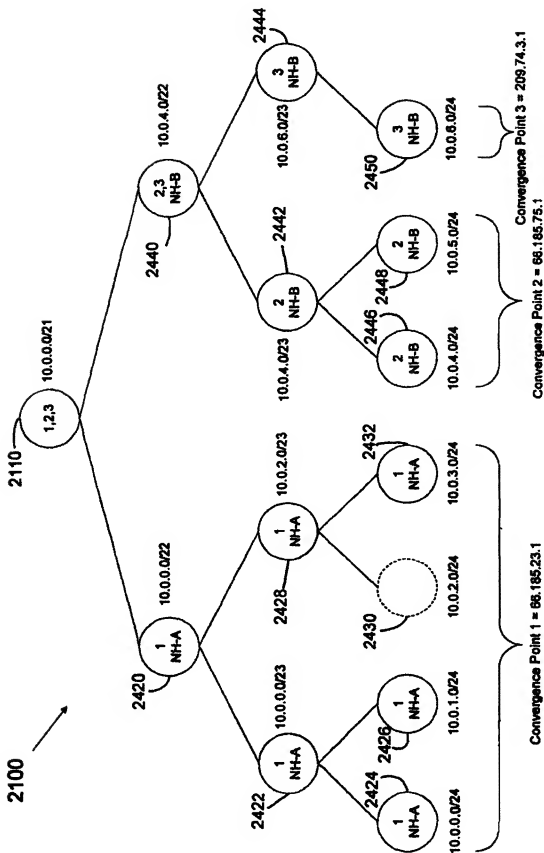 2100
2110
1,2,3
10.0.0.0/21
2420
1
NH-A
10.0.0.0/22
2440
2,3
NH-B
10.0.4.0/22
2422
1
NH-A
10.0.0.0/23
2428
1
NH-A
10.0.2.0/23
10.0.4.0/23
2
NH-B
2442
10.0.6.0/23
3
NH-B
2444
2424
1
NH-A
10.0.0.0/24
2426
1
NH-A
10.0.1.0/24
2430
10.0.2.0/24
2432
1
NH-A
10.0.3.0/24
2446
2
NH-B
10.0.4.0/24
2448
2
NH-B
10.0.5.0/24
2450
3
NH-B
10.0.6.0/24
Convergence Point 1 = 66.185.23.1
Convergence Point 2 = 66.185.75.1
Convergence Point 3 = 209.74.3.1